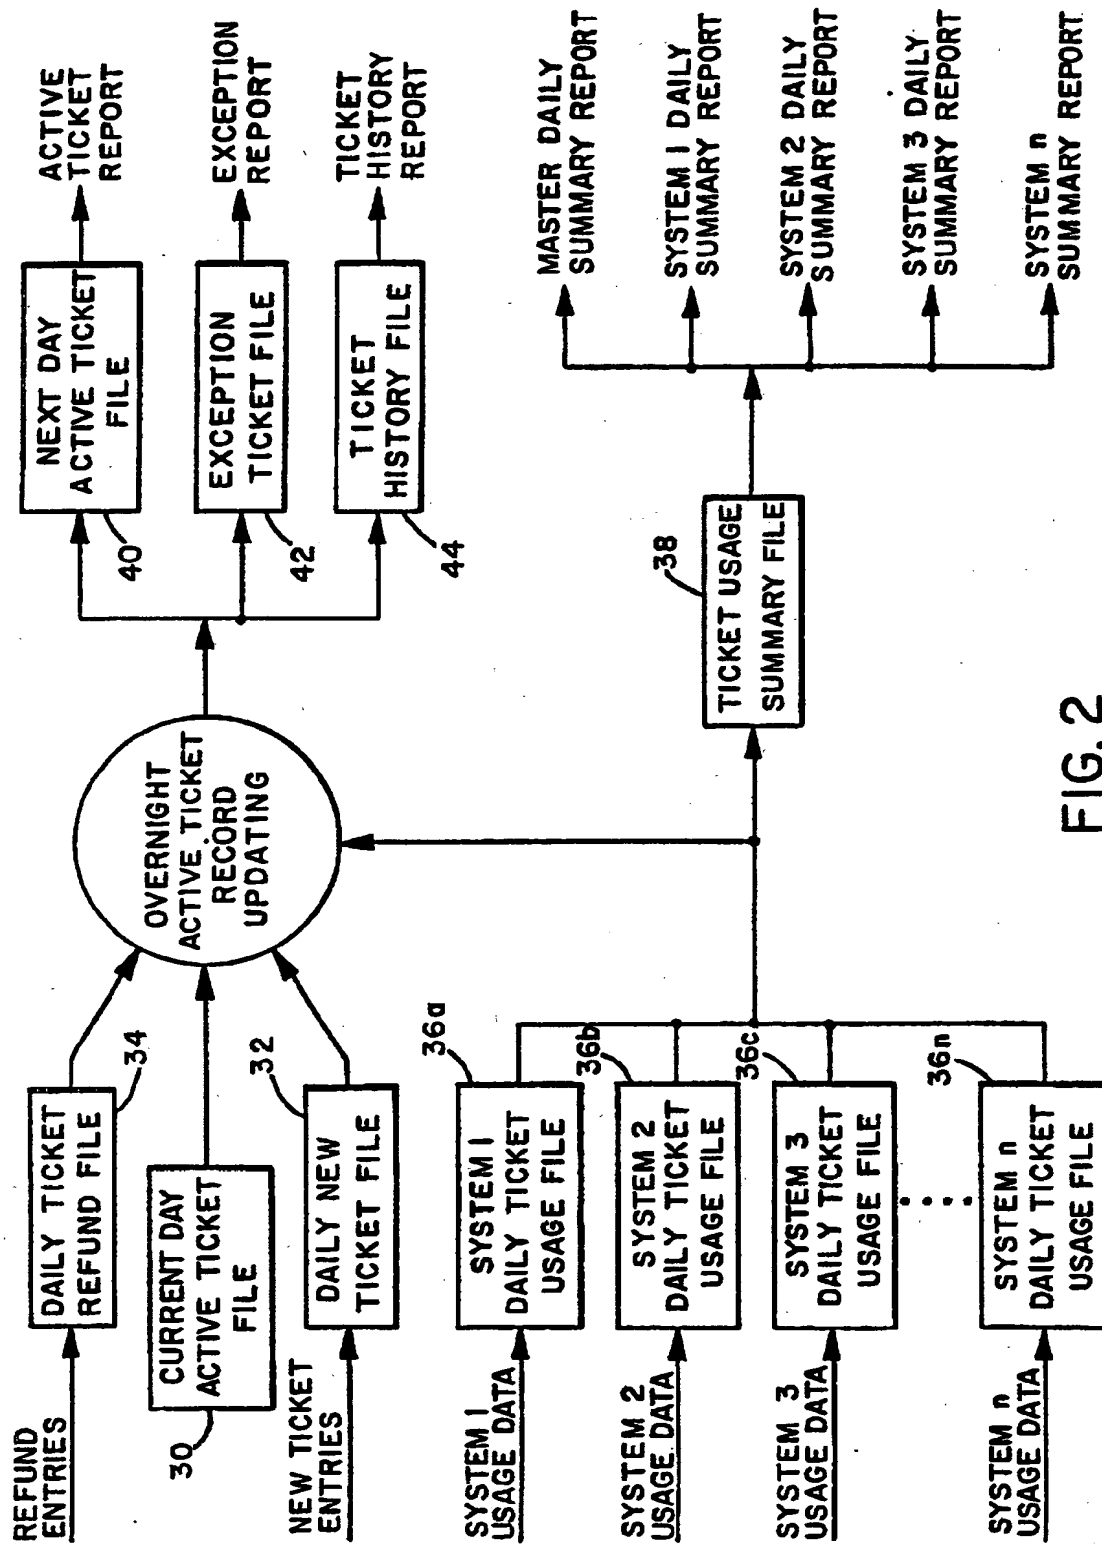 REFUND
ENTRIES
DAILY TICKET
REFUND FILE
34
CURRENT DAY
ACTIVE TICKET
FILE
30
NEW TICKET
ENTRIES
DAILY NEW
TICKET FILE
32
OVERNIGHT
ACTIVE TICKET
RECORD
UPDATING
NEXT DAY
ACTIVE TICKET
FILE
40
ACTIVE
TICKET
REPORT
EXCEPTION
TICKET FILE
42
EXCEPTION
REPORT
TICKET
HISTORY FILE
44
TICKET
HISTORY
REPORT
SYSTEM 1
USAGE DATA
SYSTEM 1
DAILY TICKET
USAGE FILE
36a
SYSTEM 2
USAGE DATA
SYSTEM 2
DAILY TICKET
USAGE FILE
36b
SYSTEM 3
USAGE DATA
SYSTEM 3
DAILY TICKET
USAGE FILE
36c
SYSTEM n
USAGE DATA
SYSTEM n
DAILY TICKET
USAGE FILE
36n
TICKET USAGE
SUMMARY FILE
38
MASTER DAILY
SUMMARY REPORT
SYSTEM 1 DAILY
SUMMARY REPORT
SYSTEM 2 DAILY
SUMMARY REPORT
SYSTEM 3 DAILY
SUMMARY REPORT
SYSTEM n
SUMMARY REPORT
FIG. 2